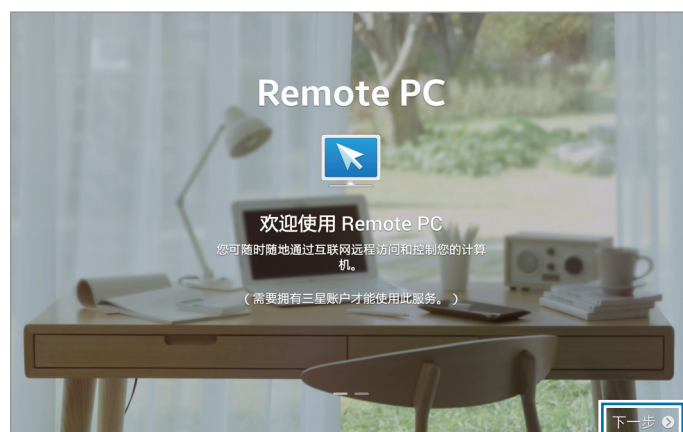 Remote PC
欢迎使用 Remote PC
您可随时随地通过互联网远程访问和控制您的计算
机。
（需要拥有三星账户才能使用此服务。）
下一步